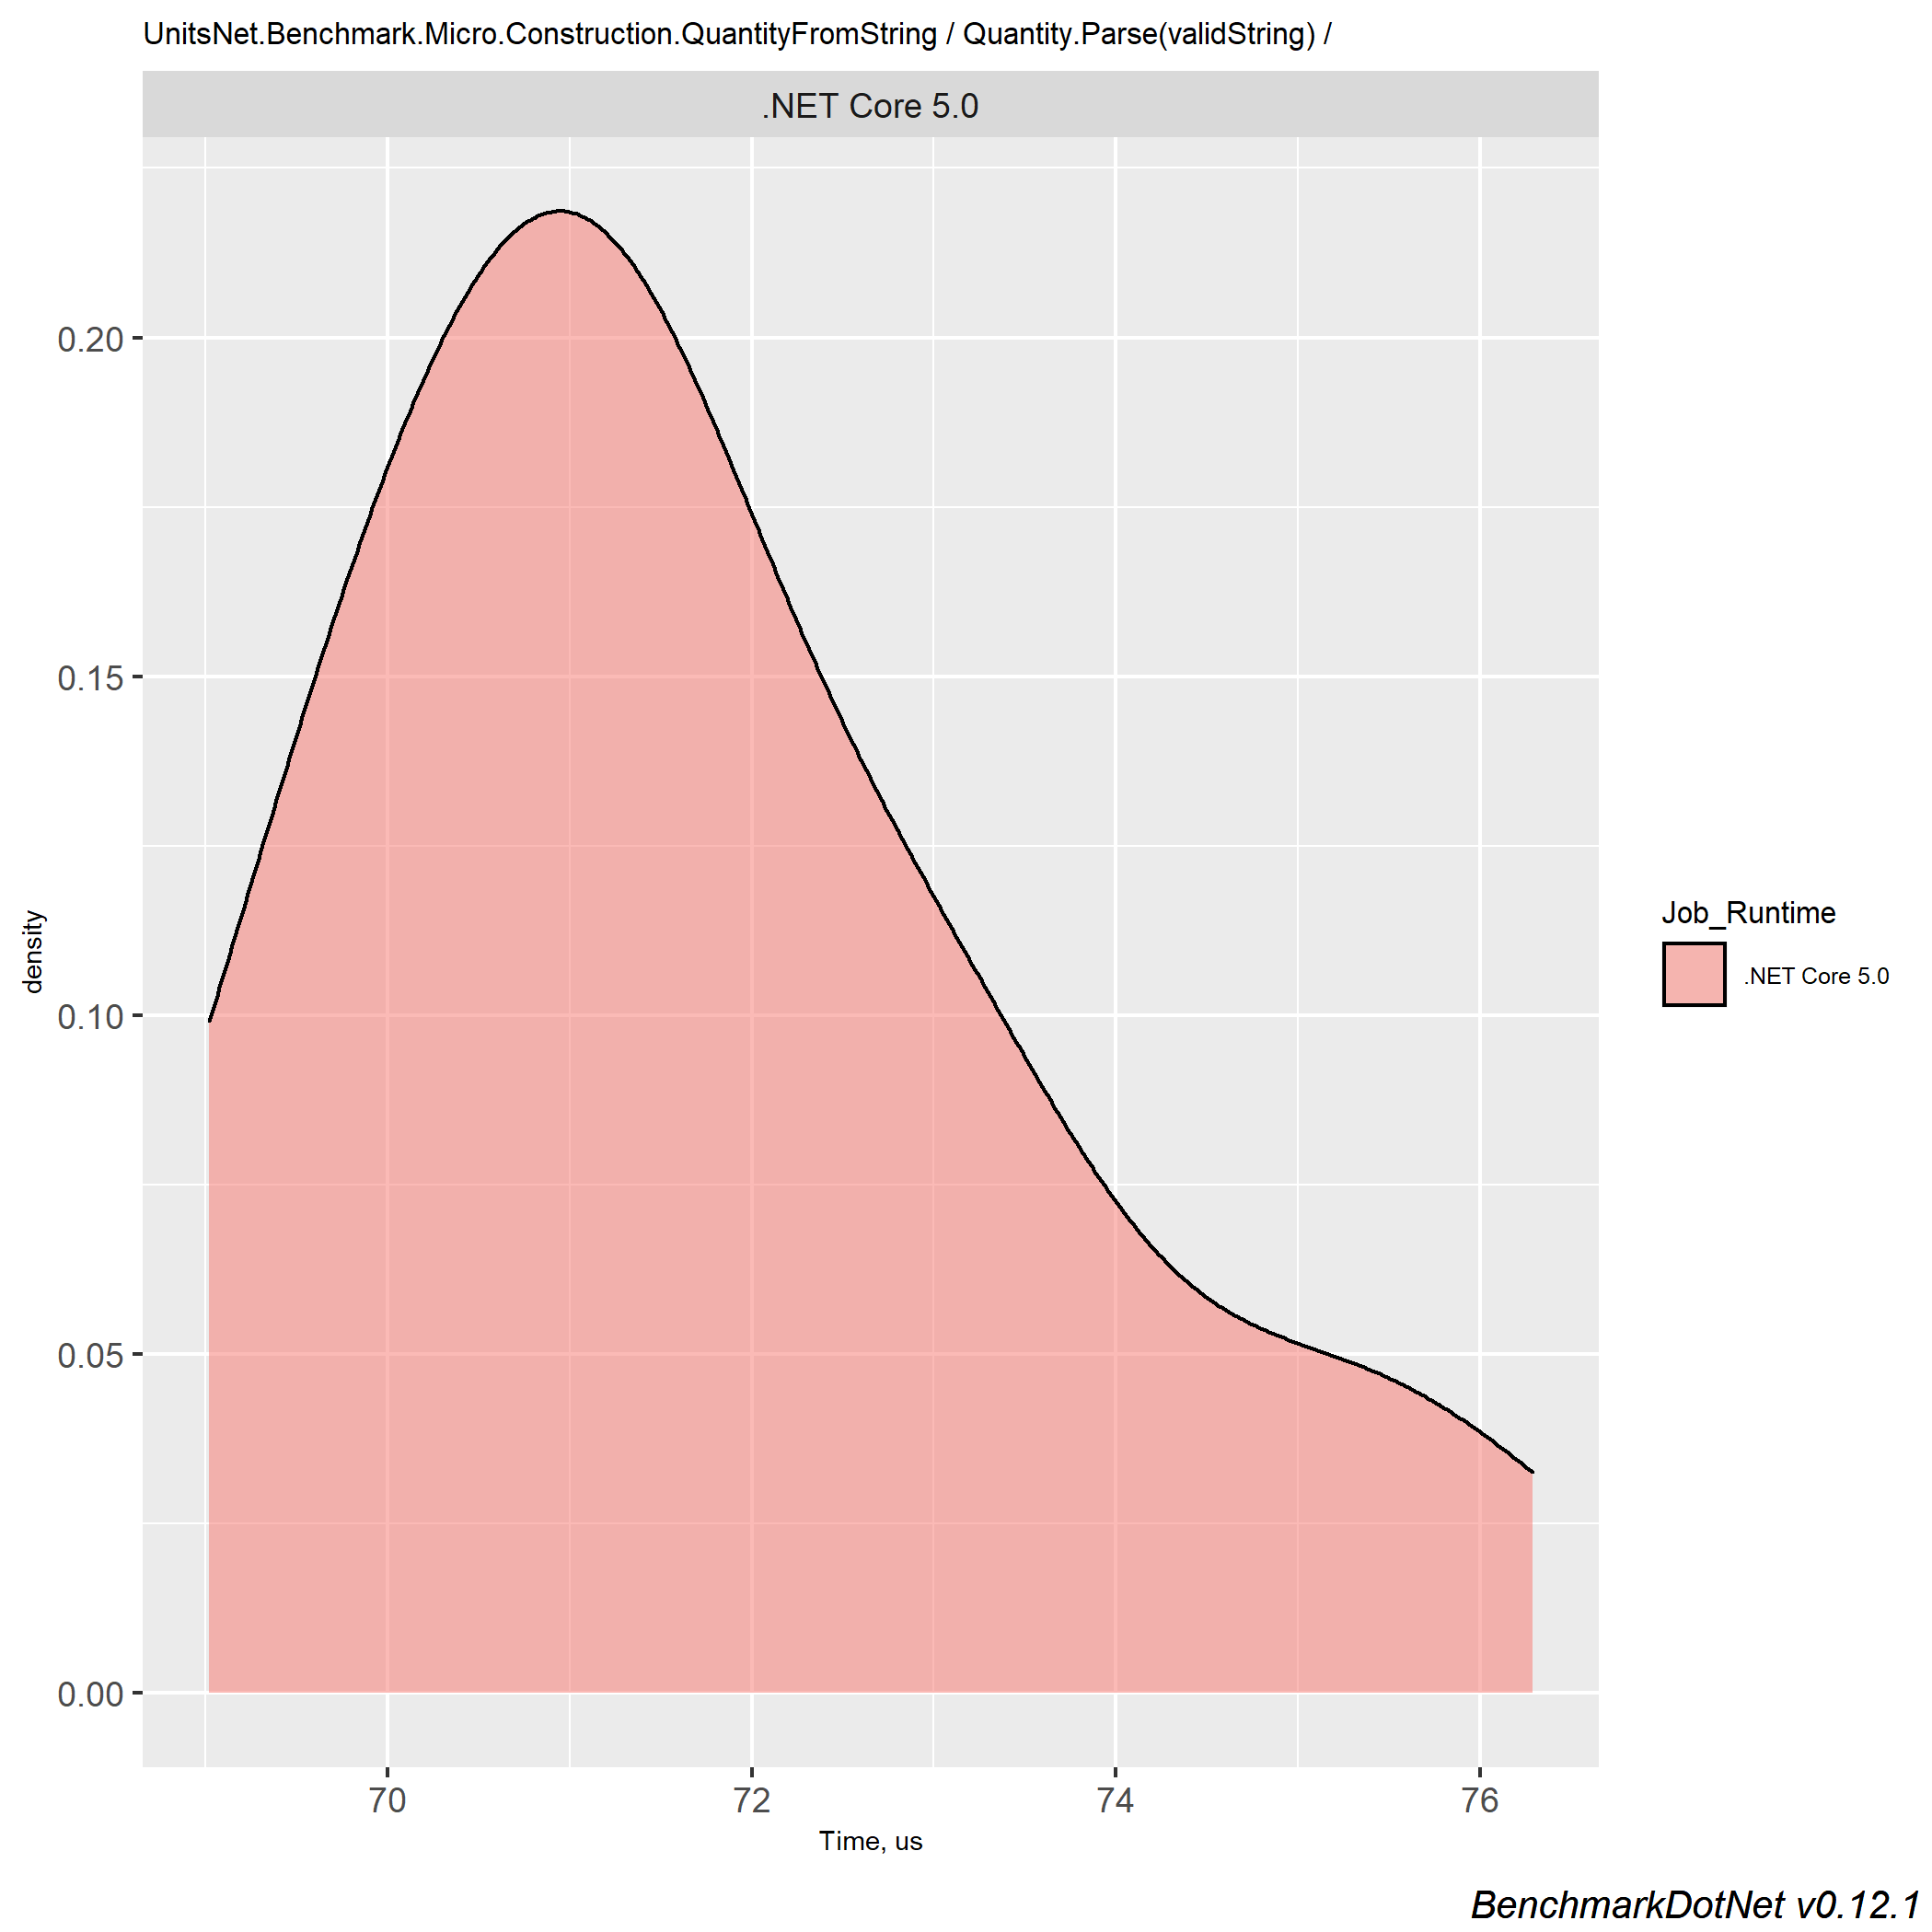 UnitsNet.Benchmark.Micro.Construction.QuantityFromString / Quantity.Parse(validString) /
.NET Core 5.0
0.20
0.15
0.10
0.05
0.00
density
70 72 74 76
Time, us
Job_Runtime
.NET Core 5.0
BenchmarkDotNet v0.12.1